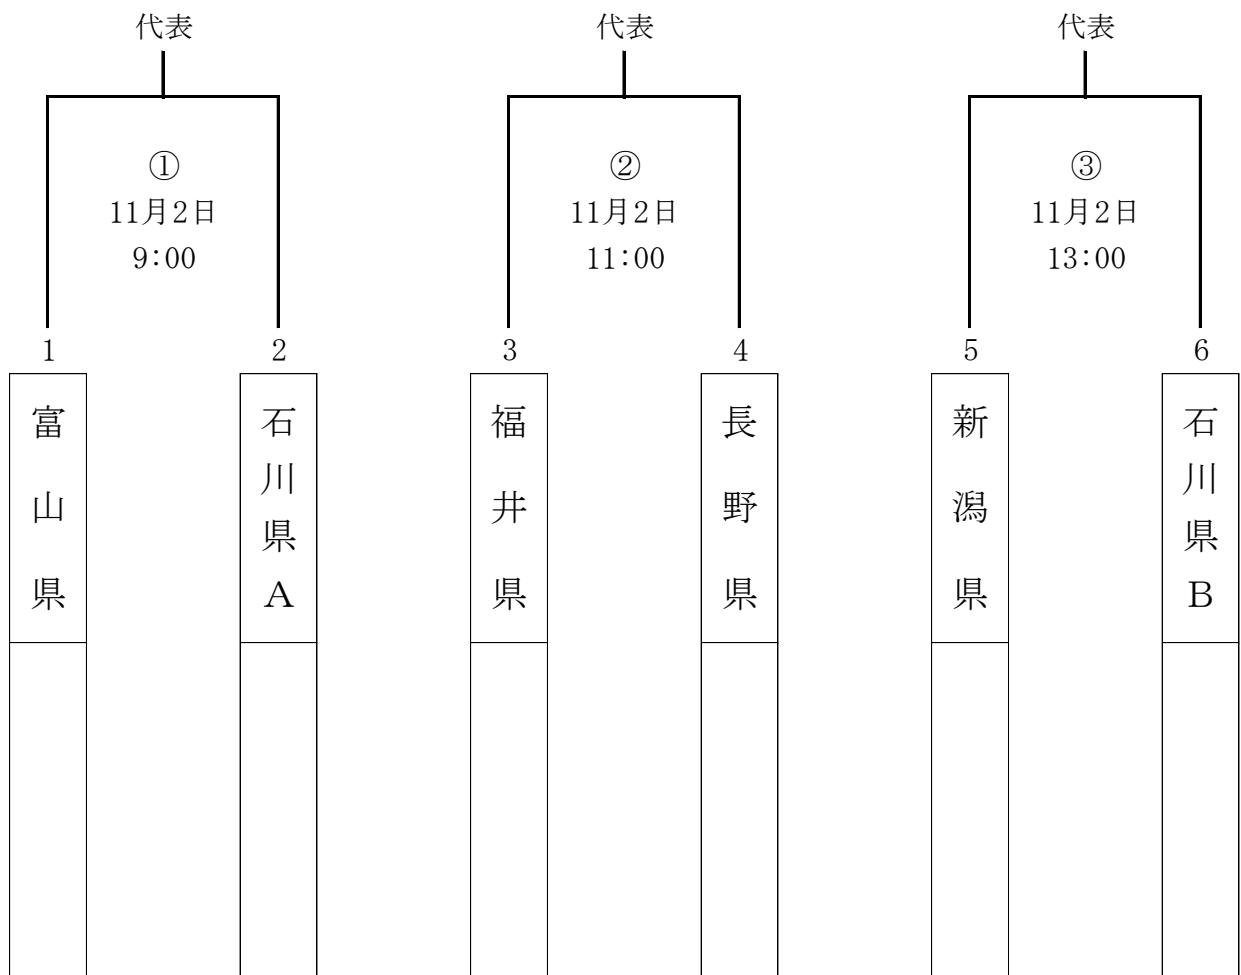 代表
①
11月2日
9:00
1
2
富山県
石川県A
代表
②
11月2日
11:00
3
4
福井県
長野県
代表
③
11月2日
13:00
5
6
新潟県
石川県B